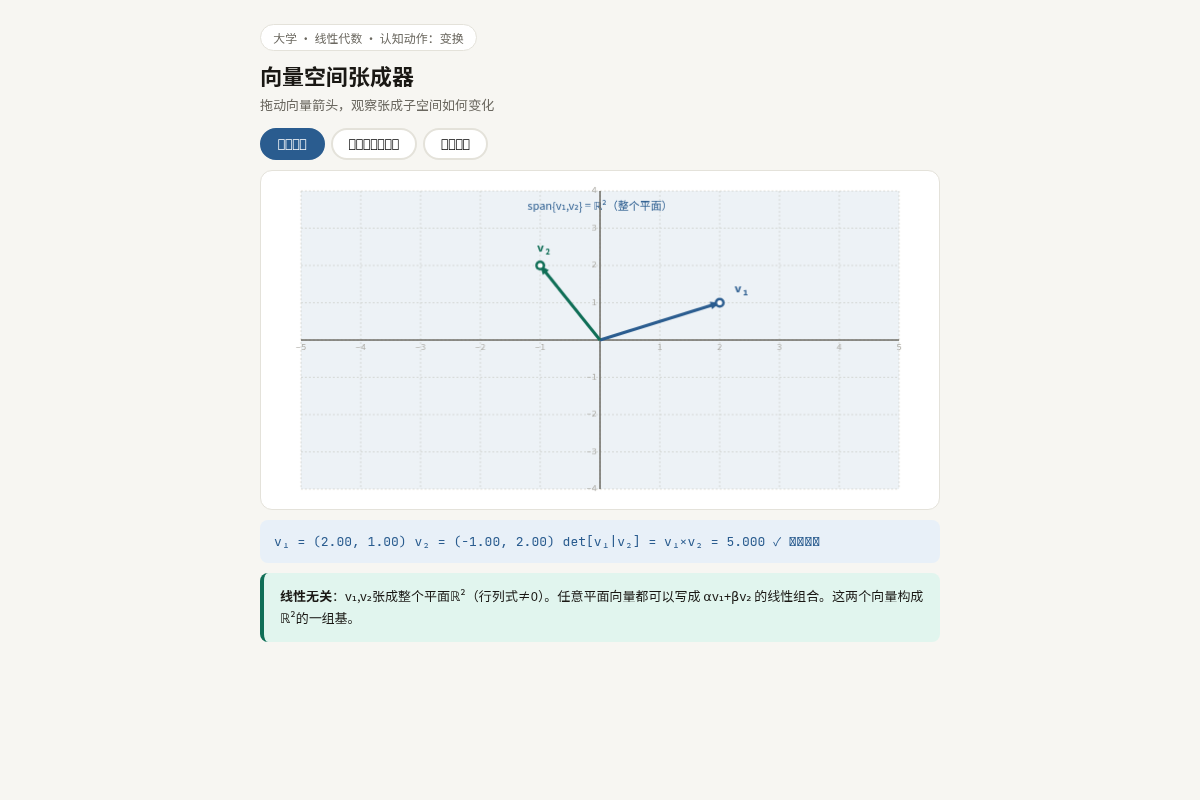 大学 · 线性代数 · 认知动作：变换
向量空间张成器
拖动向量箭头，观察张成子空间如何变化
4
span{v₁,v₂} = ℝ²（整个平面）
3
v₂
2
v₁
1
−5 −4 −3 −2 −1 1 2 3 4 5
−1
−2
−3
−4
v₁ = (2.00, 1.00) v₂ = (-1.00, 2.00) det[v₁|v₂] = v₁×v₂ = 5.000 ✓
线性无关：v₁,v₂张成整个平面ℝ²（行列式≠0）。任意平面向量都可以写成 αv₁+βv₂ 的线性组合。这两个向量构成
ℝ²的一组基。